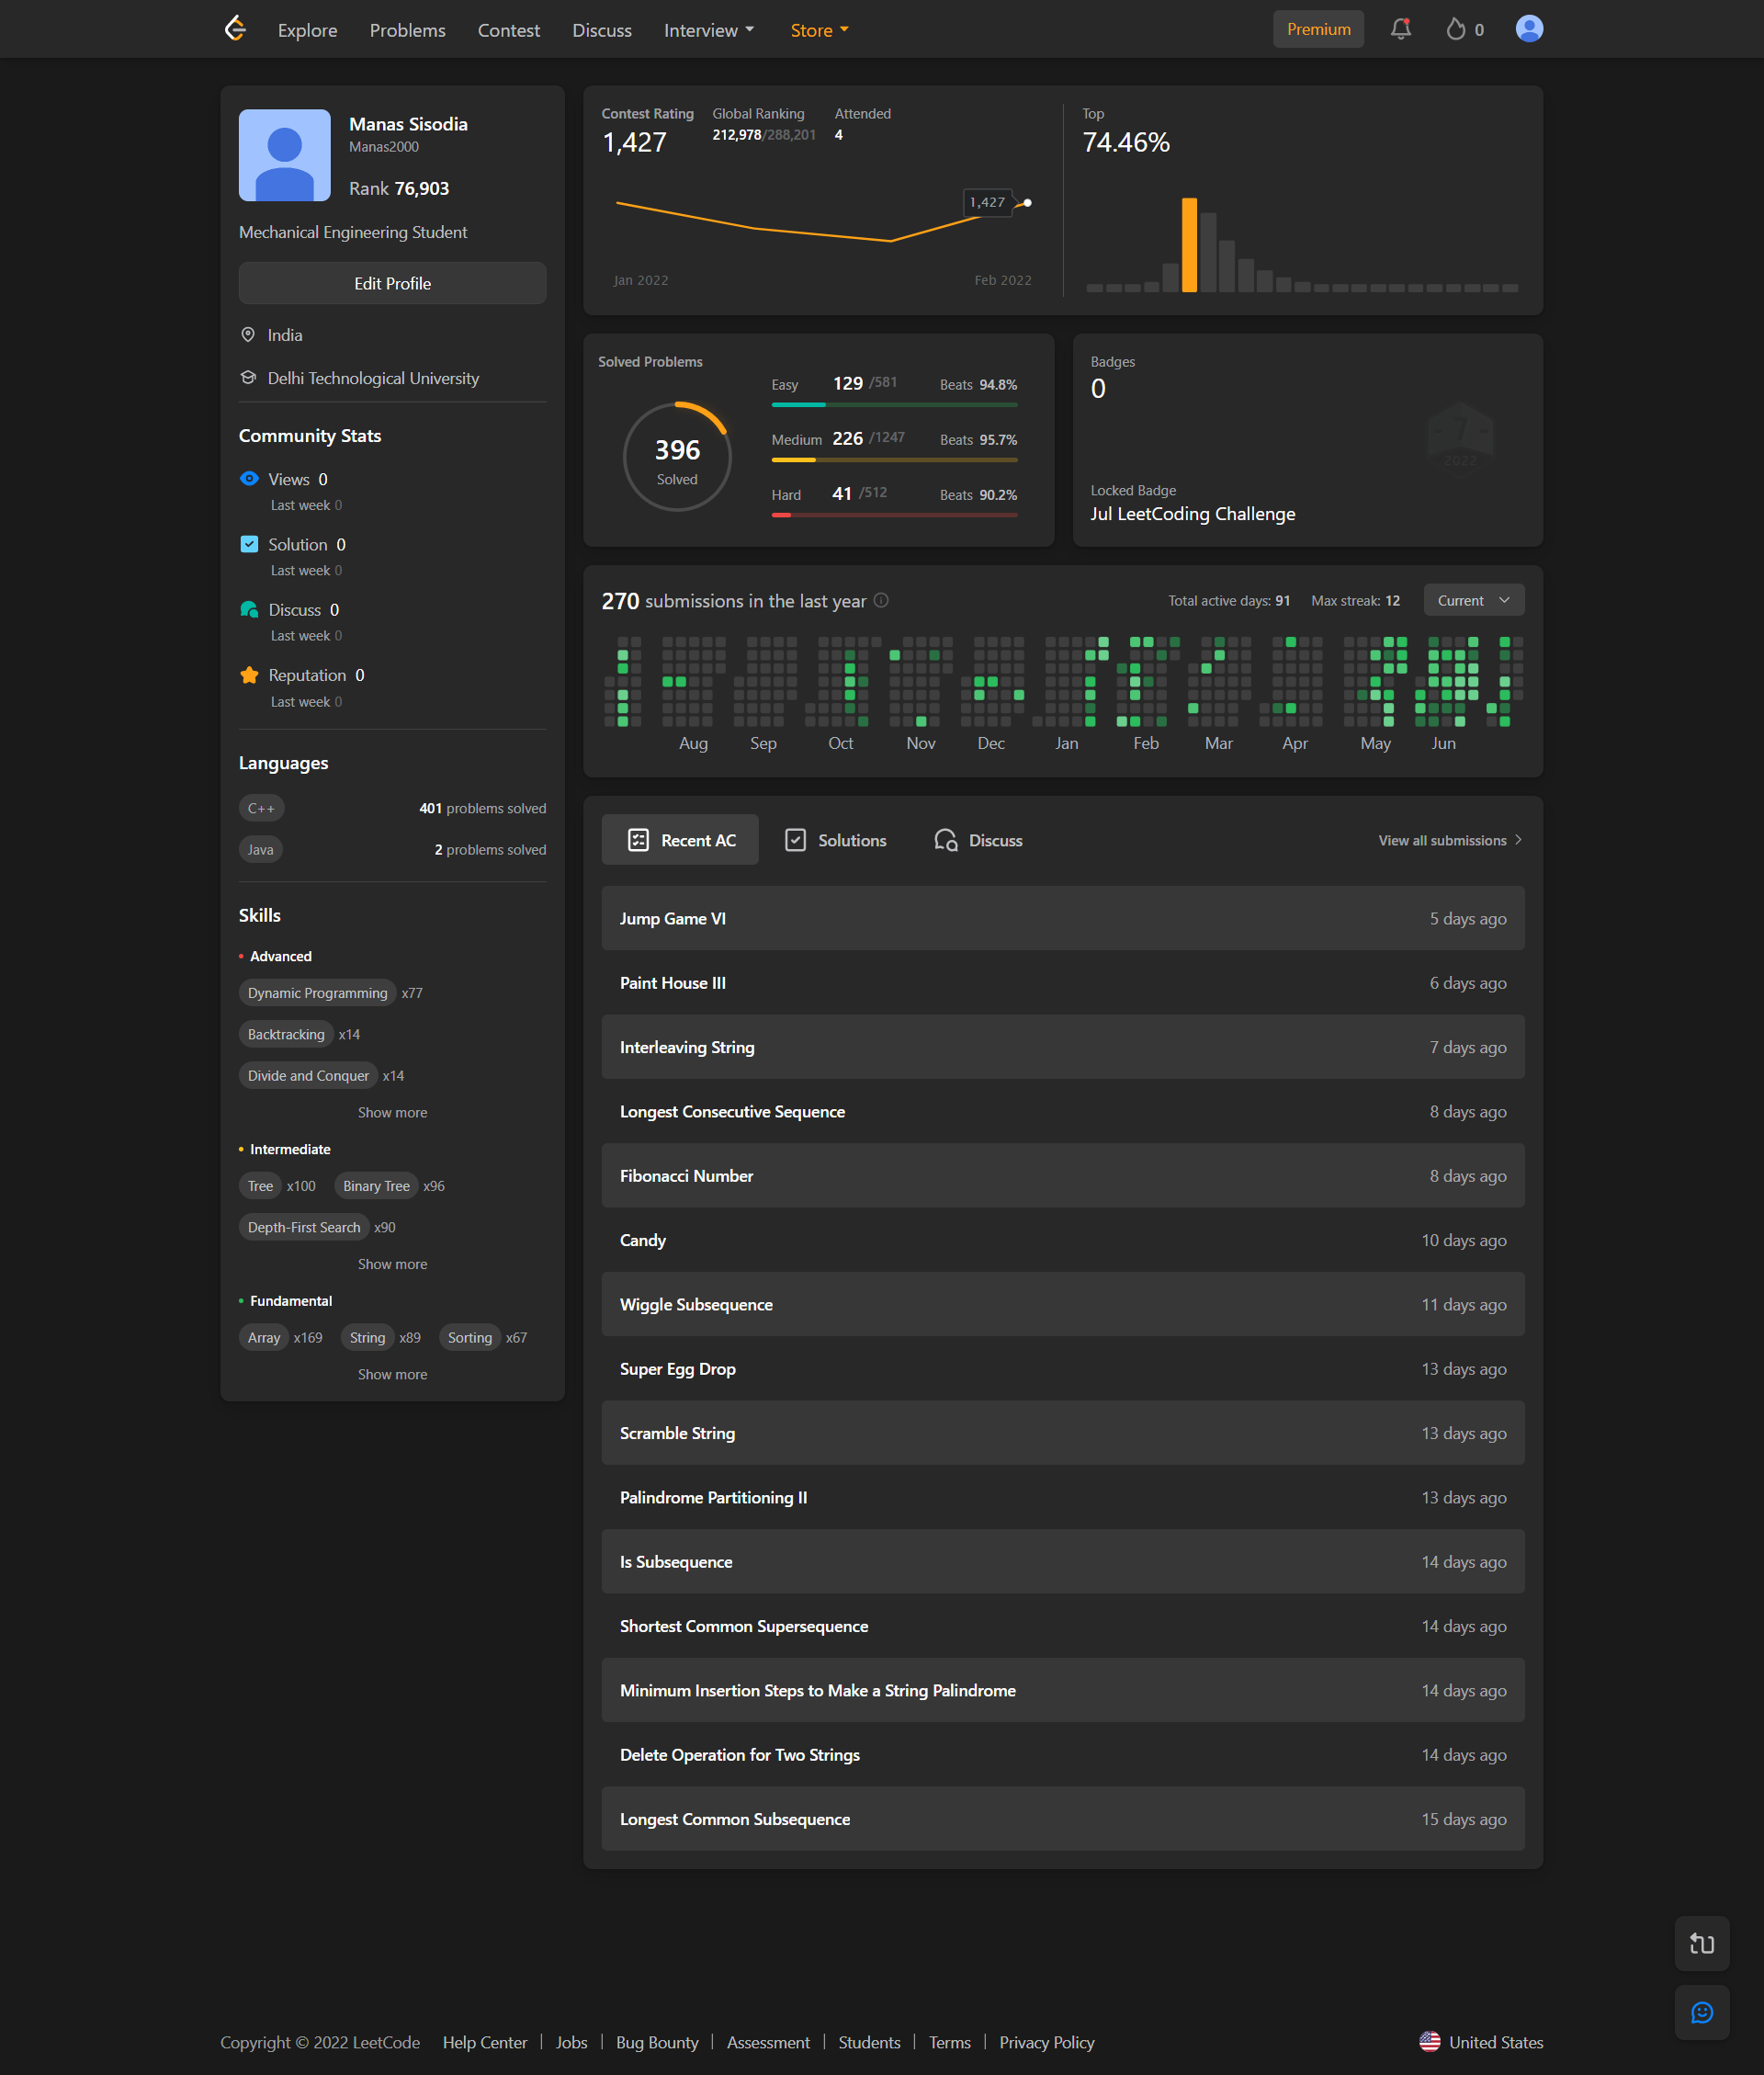 Explore Problems Contest Discuss Interview Store Premium 0
Manas Sisodia
Manas2000
Rank 76,903
Mechanical Engineering Student
Edit Profile
India
Delhi Technological University
Community Stats
Views 0
Last week 0
Solution 0
Last week 0
Discuss 0
Last week 0
Reputation 0
Last week 0
Languages
C++ 401 problems solved
Java 2 problems solved
Skills
Advanced
Dynamic Programming x77
Backtracking x14
Divide and Conquer x14
Show more
Intermediate
Tree x100 Binary Tree x96
Depth-First Search x90
Show more
Fundamental
Array x169 String x89 Sorting x67
Show more
Contest Rating Global Ranking Attended
1,427 212,978/288,201 4
1,427
Jan 2022 Feb 2022
Top
74.46%
Solved Problems
396
Solved
Easy 129 /581 Beats 94.8%
Medium 226 /1247 Beats 95.7%
Hard 41 /512 Beats 90.2%
Badges
0
7
2022
Locked Badge
Jul LeetCoding Challenge
270 submissions in the last year Total active days: 91 Max streak: 12 Current
Aug Sep Oct Nov Dec Jan Feb Mar Apr May Jun
Recent AC Solutions Discuss View all submissions
Jump Game VI 5 days ago
Paint House III 6 days ago
Interleaving String 7 days ago
Longest Consecutive Sequence 8 days ago
Fibonacci Number 8 days ago
Candy 10 days ago
Wiggle Subsequence 11 days ago
Super Egg Drop 13 days ago
Scramble String 13 days ago
Palindrome Partitioning II 13 days ago
Is Subsequence 14 days ago
Shortest Common Supersequence 14 days ago
Minimum Insertion Steps to Make a String Palindrome 14 days ago
Delete Operation for Two Strings 14 days ago
Longest Common Subsequence 15 days ago
Copyright © 2022 LeetCode Help Center | Jobs | Bug Bounty | Assessment | Students | Terms | Privacy Policy United States